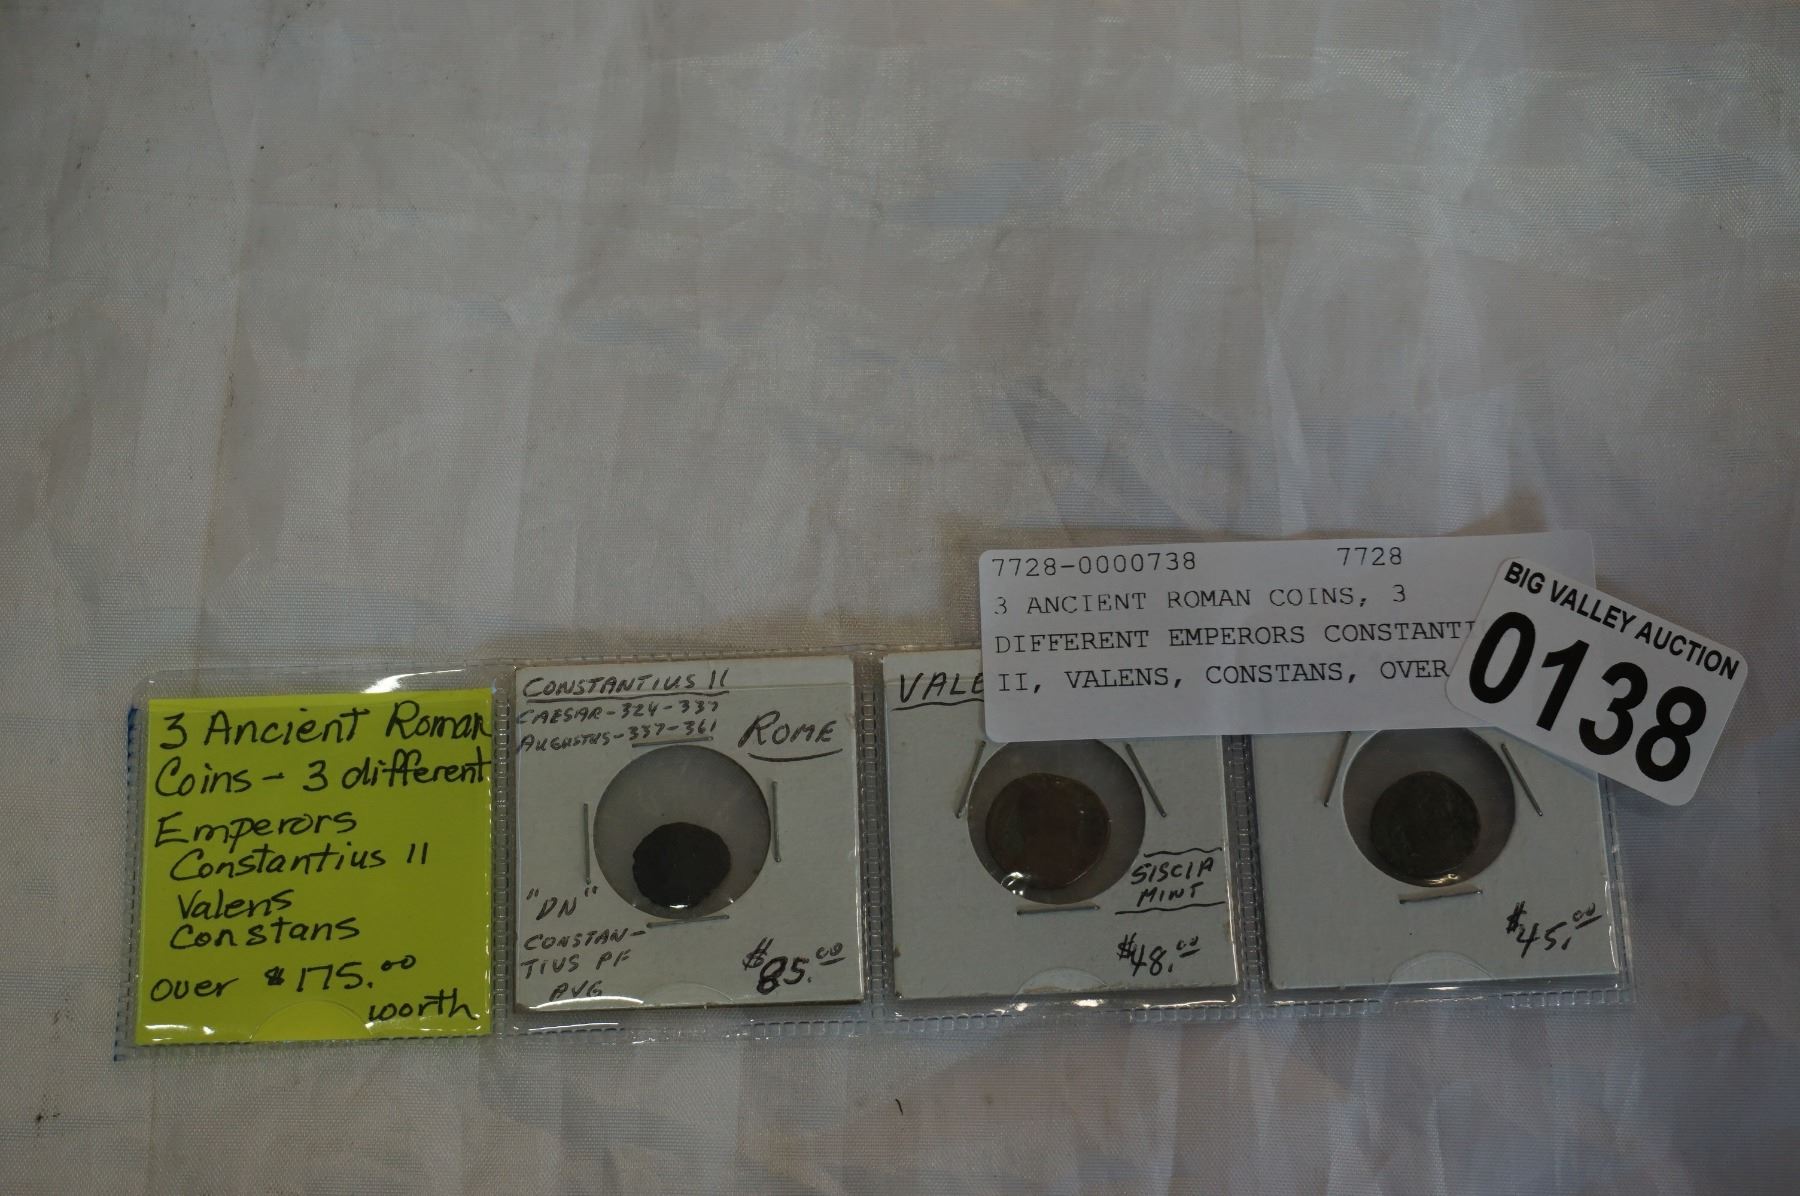 3 Ancient Roman
Coins - 3 different
Emperors
Constantius II
Valens
Constans
over $175.00
worth
CONSTANTIUS II
CAESAR-324-337
AUGUSTUS-337-361
ROME
"DN"
CONSTAN-
TIUS PF
AVG
$85.00
VALE
SISCIA
MINT
$48.00
$45.00
7728-0000738 7728
3 ANCIENT ROMAN COINS, 3
DIFFERENT EMPERORS CONSTANTI
II, VALENS, CONSTANS, OVER
BIG VALLEY AUCTION
0138